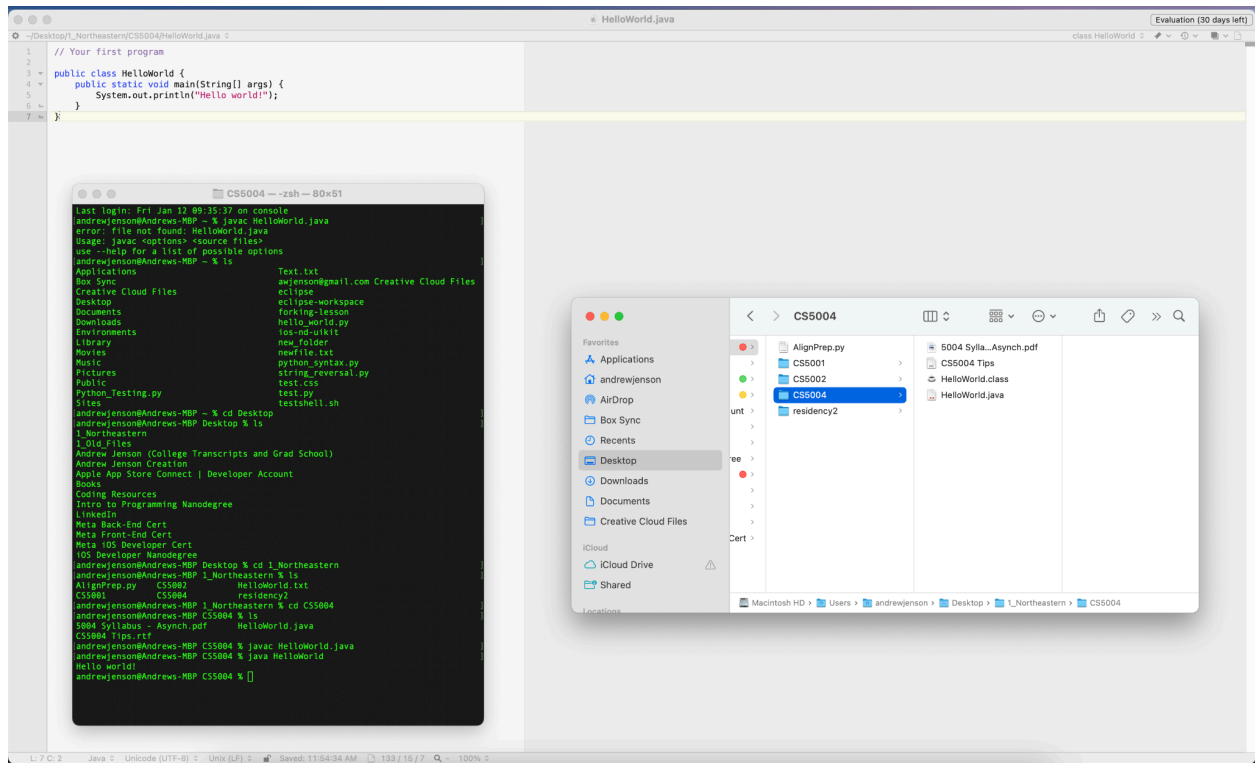 HelloWorld.java
Evaluation (30 days left)
~/Desktop/1_Northeastern/CS5004/HelloWorld.java
class HelloWorld
1 // Your first program
2
3 public class HelloWorld {
4 public static void main(String[] args) {
5 System.out.println("Hello world!");
6 }
7 }
CS5004 — -zsh — 80×51
Last login: Fri Jan 12 09:35:37 on console
[andrewjenson@Andrews-MBP ~ % javac HelloWorld.java ]
error: file not found: HelloWorld.java
Usage: javac <options> <source files>
use --help for a list of possible options
[andrewjenson@Andrews-MBP ~ % ls ]
Applications Text.txt
Box Sync awjenson@gmail.com Creative Cloud Files
Creative Cloud Files eclipse
Desktop eclipse-workspace
Documents forking-lesson
Downloads hello_world.py
Environments ios-nd-uikit
Library new_folder
Movies newfile.txt
Music python_syntax.py
Pictures string_reversal.py
Public test.css
Python_Testing.py test.py
Sites testshell.sh
[andrewjenson@Andrews-MBP ~ % cd Desktop ]
[andrewjenson@Andrews-MBP Desktop % ls ]
1_Northeastern
1_Old_Files
Andrew Jenson (College Transcripts and Grad School)
Andrew Jenson Creation
Apple App Store Connect | Developer Account
Books
Coding Resources
Intro to Programming Nanodegree
LinkedIn
Meta Back-End Cert
Meta Front-End Cert
Meta iOS Developer Cert
iOS Developer Nanodegree
[andrewjenson@Andrews-MBP Desktop % cd 1_Northeastern ]
[andrewjenson@Andrews-MBP 1_Northeastern % ls ]
AlignPrep.py CS5002 HelloWorld.txt
CS5001 CS5004 residency2
[andrewjenson@Andrews-MBP 1_Northeastern % cd CS5004 ]
[andrewjenson@Andrews-MBP CS5004 % ls ]
5004 Syllabus - Asynch.pdf HelloWorld.java
CS5004 Tips.rtf
[andrewjenson@Andrews-MBP CS5004 % javac HelloWorld.java ]
[andrewjenson@Andrews-MBP CS5004 % java HelloWorld ]
Hello world!
andrewjenson@Andrews-MBP CS5004 %
CS5004
Favorites
Applications
andrewjenson
AirDrop
Box Sync
Recents
Desktop
Downloads
Documents
Creative Cloud Files
iCloud
iCloud Drive
Shared
Locations
unt
ree
Cert
AlignPrep.py
CS5001
CS5002
CS5004
residency2
5004 Sylla...Asynch.pdf
CS5004 Tips
HelloWorld.class
HelloWorld.java
Macintosh HD › Users › andrewjenson › Desktop › 1_Northeastern › CS5004
L: 7 C: 2 Java Unicode (UTF-8) Unix (LF) Saved: 11:54:34 AM 133 / 15 / 7 100%